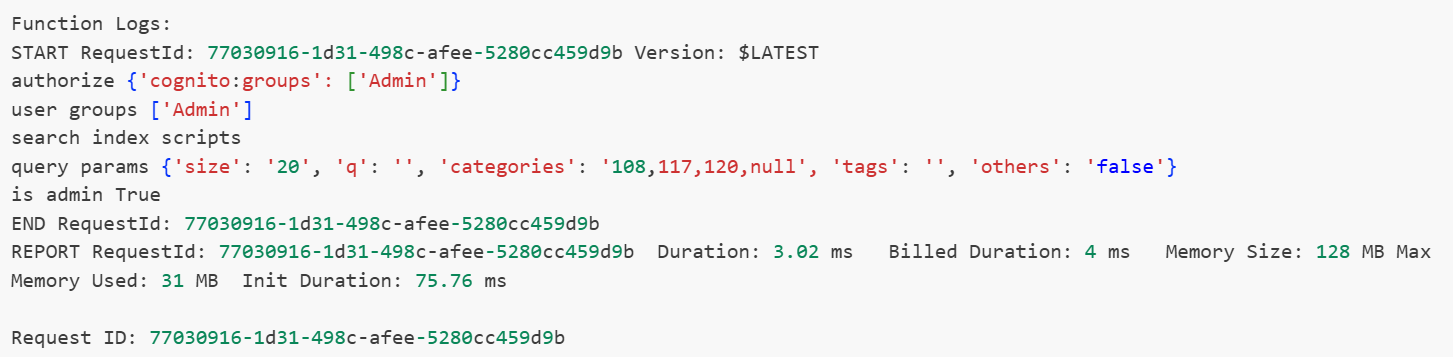 Function Logs:
START RequestId: 77030916-1d31-498c-afee-5280cc459d9b Version: $LATEST
authorize {'cognito:groups': ['Admin']}
user groups ['Admin']
search index scripts
query params {'size': '20', 'q': '', 'categories': '108,117,120,null', 'tags': '', 'others': 'false'}
is admin True
END RequestId: 77030916-1d31-498c-afee-5280cc459d9b
REPORT RequestId: 77030916-1d31-498c-afee-5280cc459d9b  Duration: 3.02 ms   Billed Duration: 4 ms   Memory Size: 128 MB Max
Memory Used: 31 MB  Init Duration: 75.76 ms
Request ID: 77030916-1d31-498c-afee-5280cc459d9b